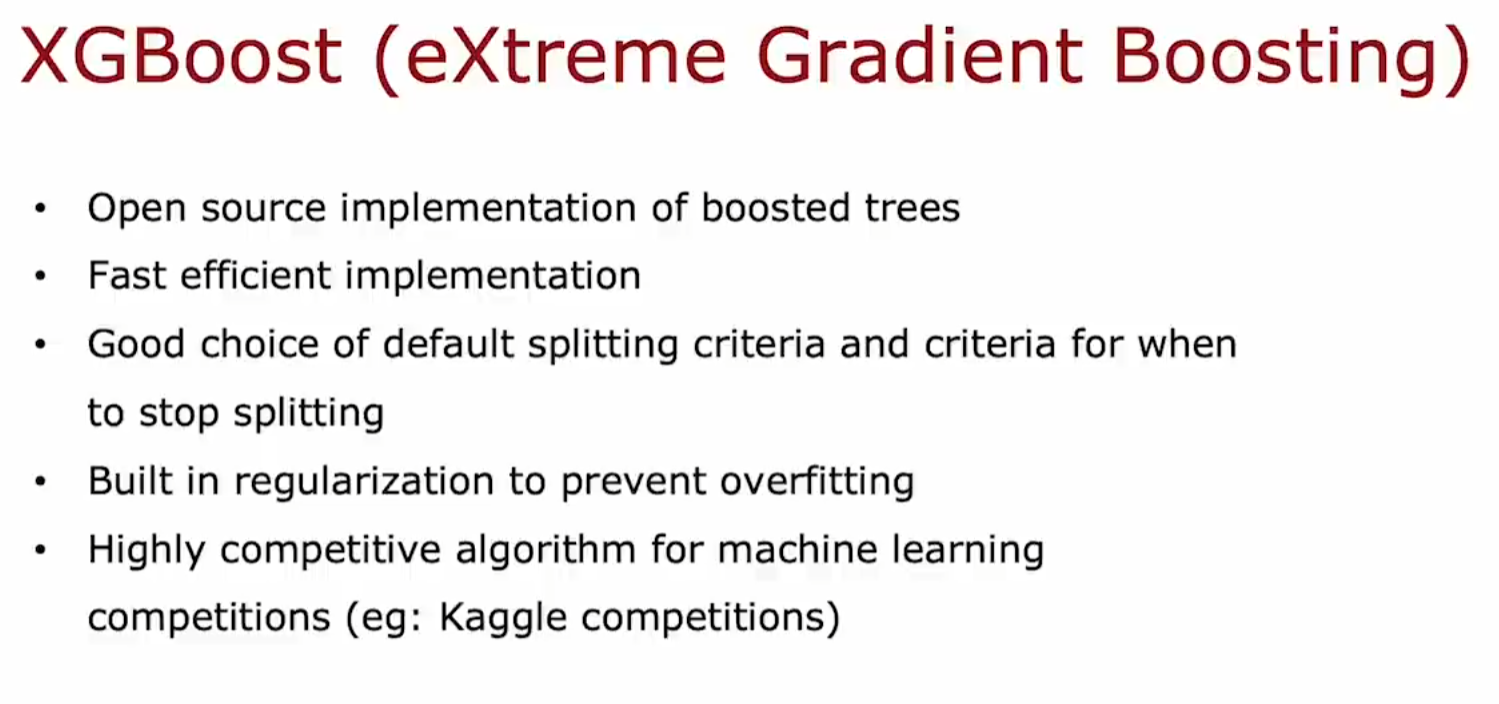 XGBoost (eXtreme Gradient Boosting)
• Open source implementation of boosted trees
• Fast efficient implementation
• Good choice of default splitting criteria and criteria for when
to stop splitting
• Built in regularization to prevent overfitting
• Highly competitive algorithm for machine learning
competitions (eg: Kaggle competitions)